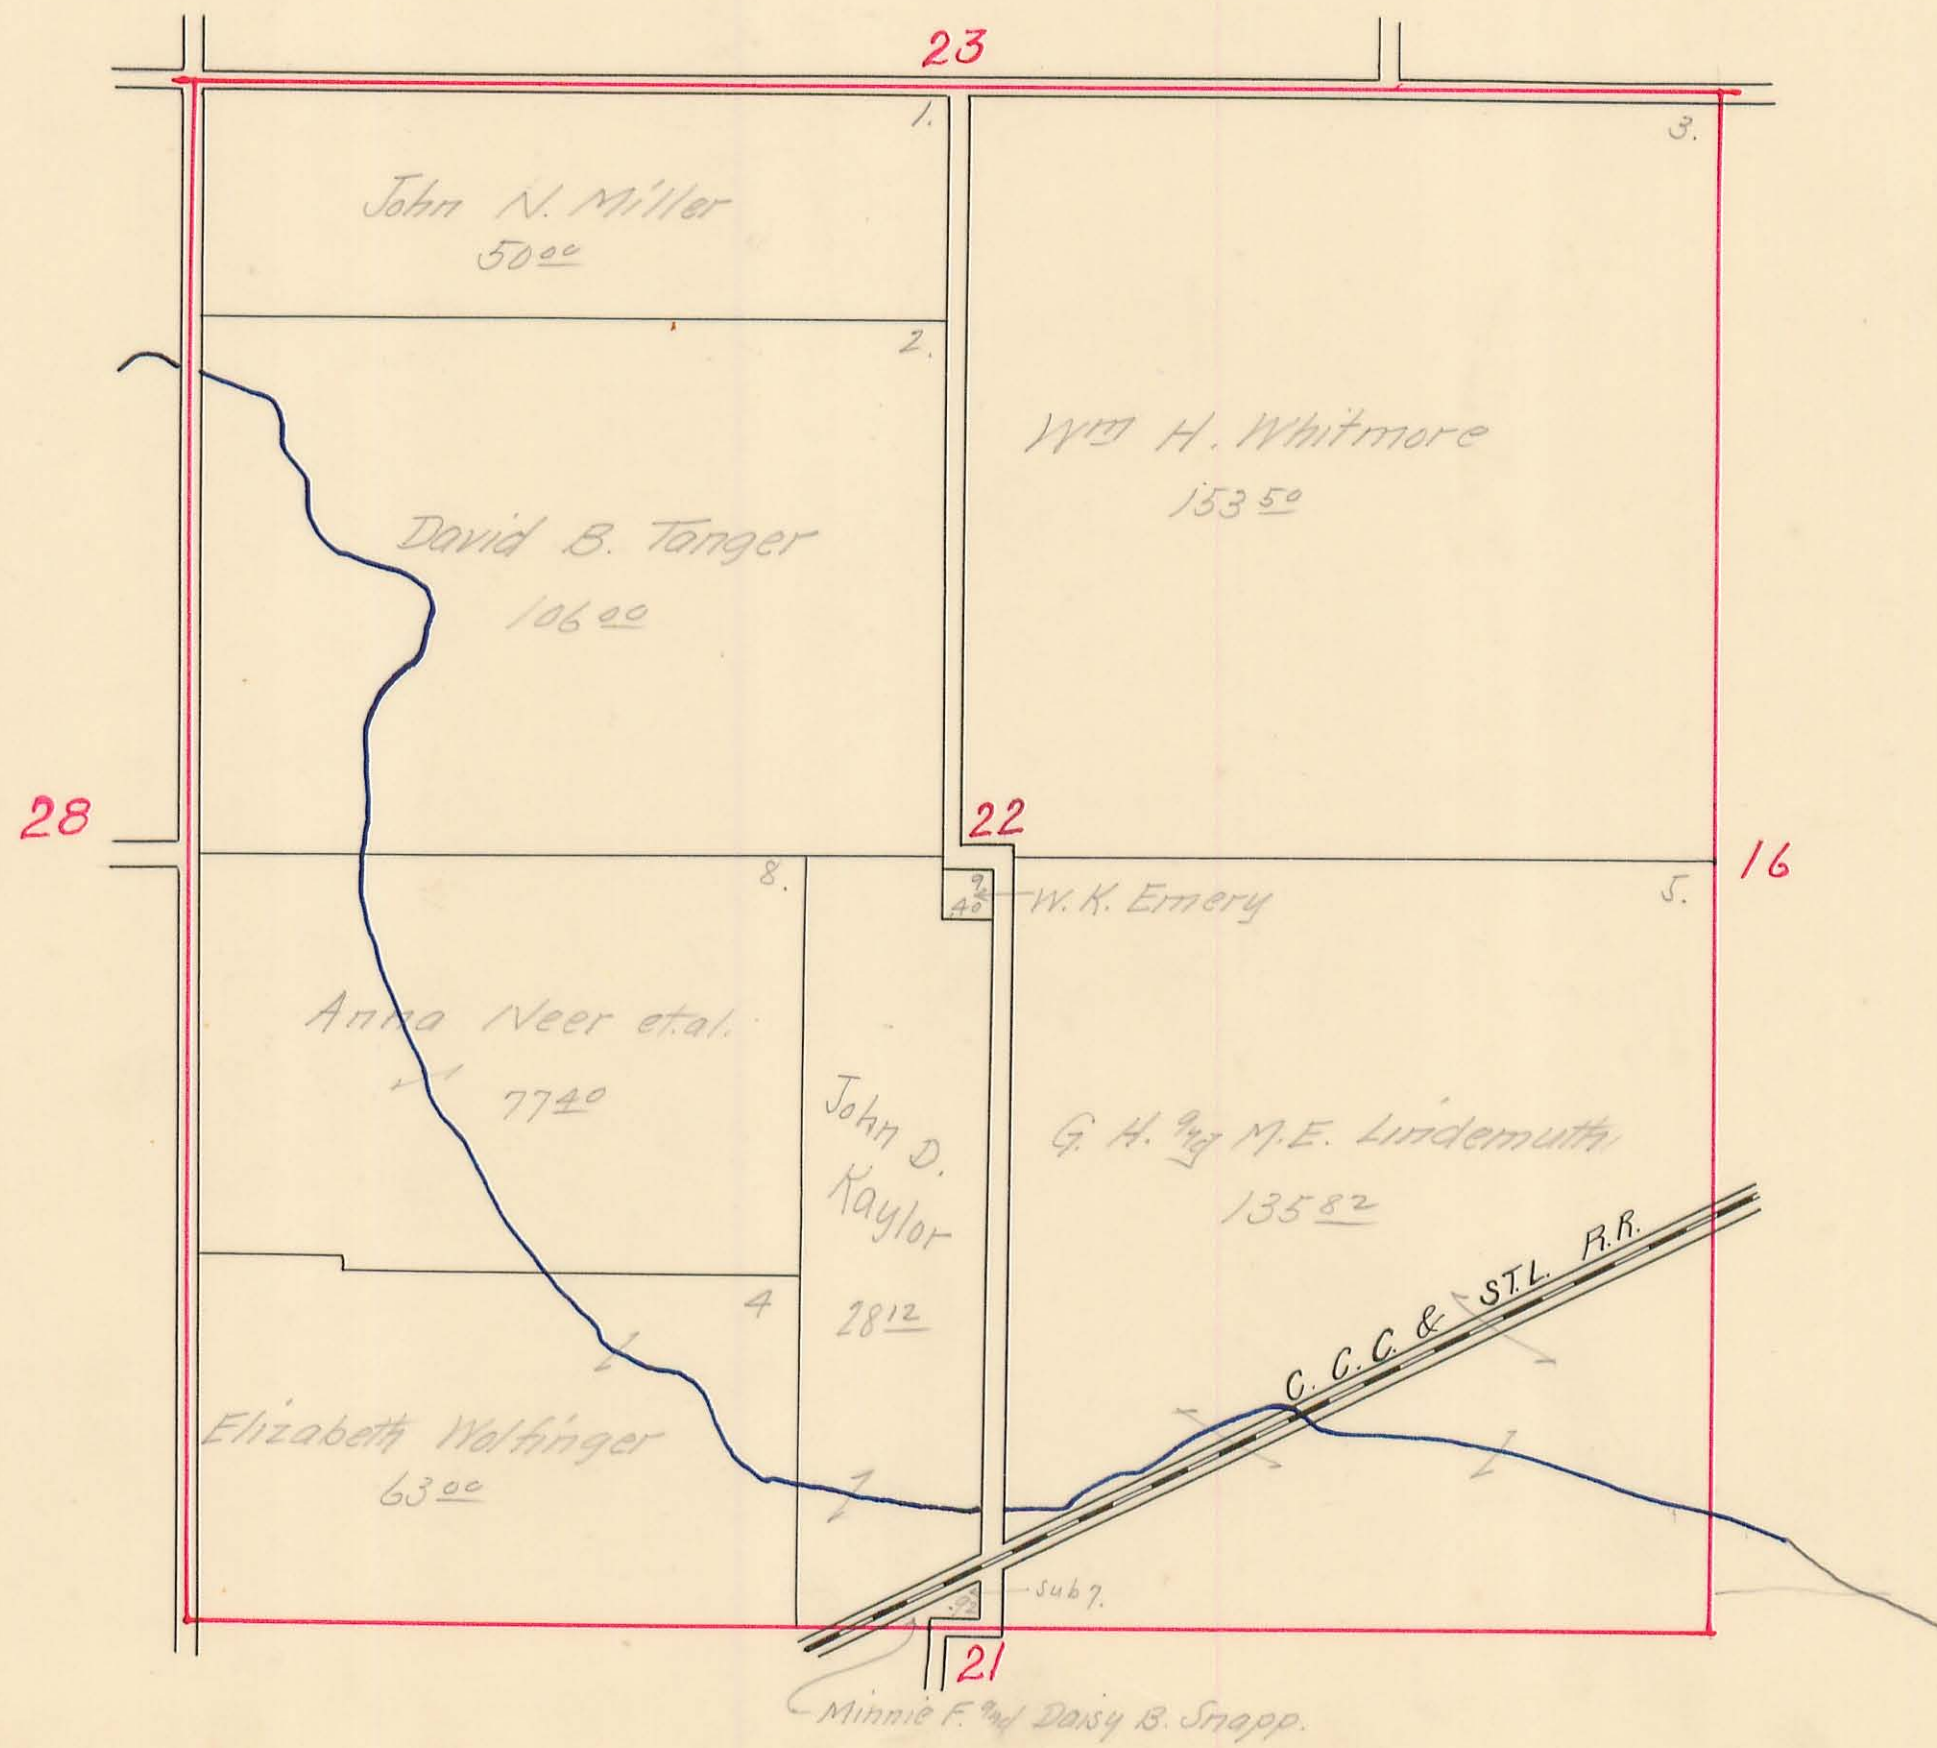 23
1.
3.
John N. Miller
50 00
2.
Wm H. Whitmore
153 50
David B. Tanger
106 00
28
22
16
8.
9
.40
W.K. Emery
5.
Anna Neer et.al.
77 40
John D.
Kaylor
28 12
G. H. and M.E. Lindemuth
135 82
C. C. C. & ST.L. R.R.
4
Elizabeth Wolfinger
63 00
sub 7.
.92
21
Minnie F. and Daisy B. Snapp.